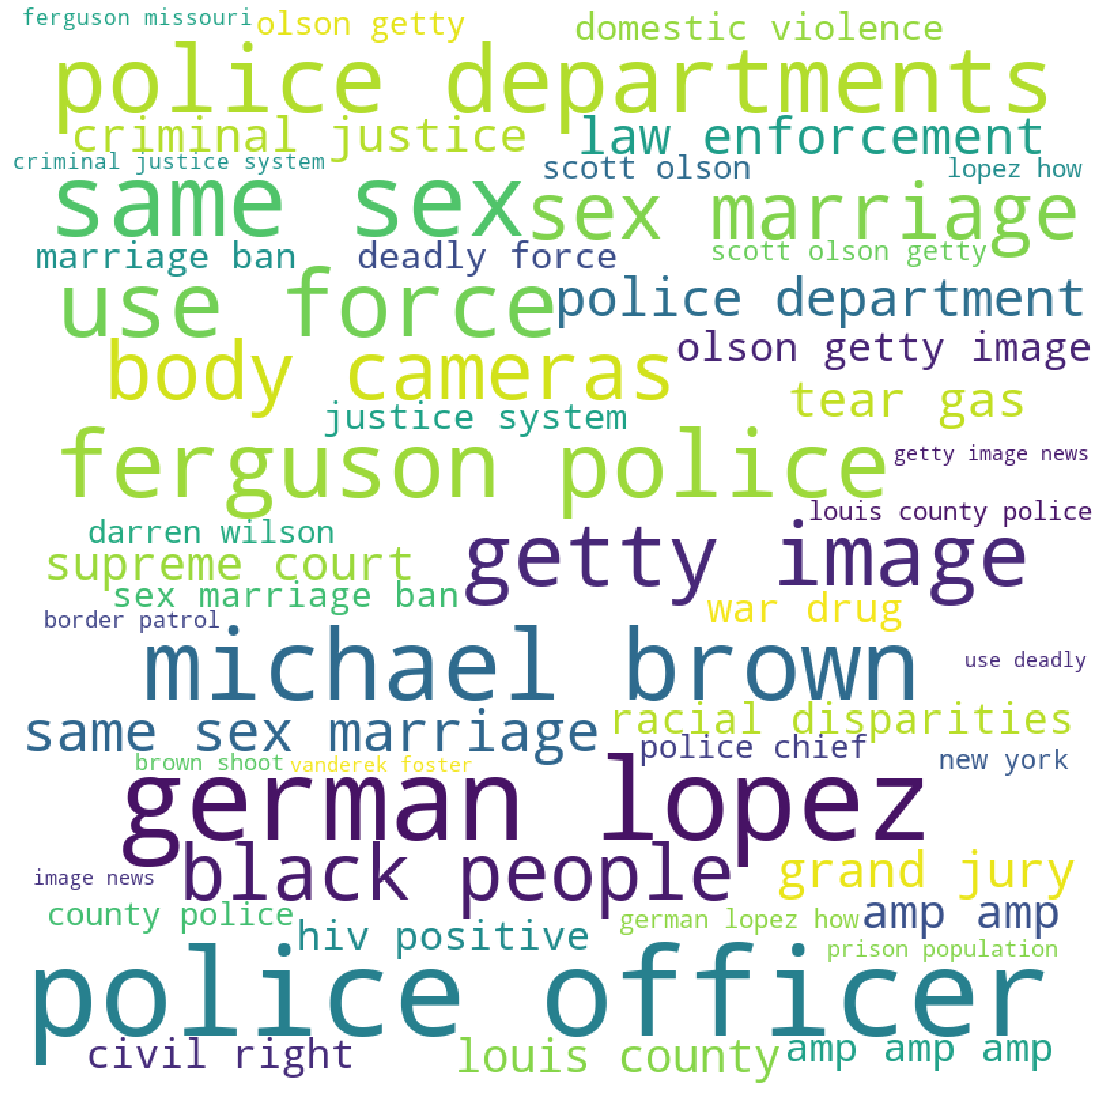 ferguson missouri
olson getty
domestic violence
police departments
criminal justice
law enforcement
criminal justice system
scott olson
lopez how
same sex
sex marriage
marriage ban
deadly force
scott olson getty
use force
police department
body cameras
olson getty image
tear gas
justice system
ferguson police
getty image news
louis county police
darren wilson
getty image
supreme court
sex marriage ban
war drug
border patrol
michael brown
use deadly
same sex marriage
racial disparities
police chief
brown shoot
vanderek foster
new york
german lopez
black people
grand jury
image news
county police
hiv positive
german lopez how
amp amp
prison population
police officer
civil right
louis county
amp amp amp